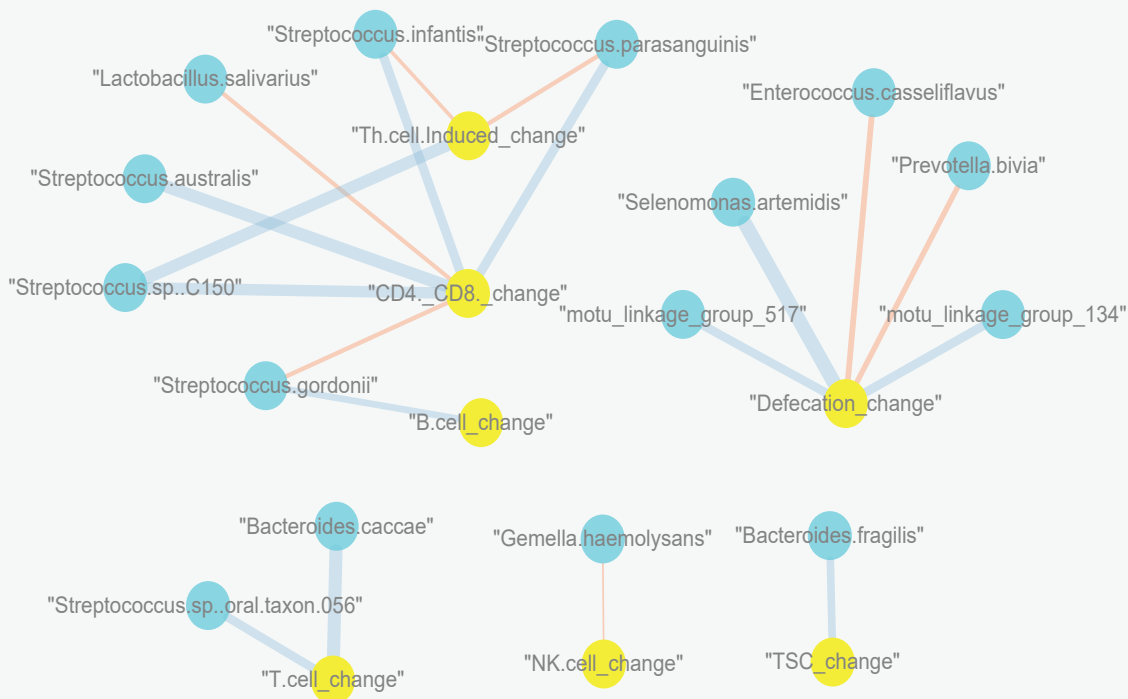 "Streptococcus.infantis"
"Streptococcus.parasanguinis"
"Lactobacillus.salivarius"
"Enterococcus.casseliflavus"
"Th.cell.Induced_change"
"Prevotella.bivia"
"Streptococcus.australis"
"Selenomonas.artemidis"
"Streptococcus.sp..C150"
"CD4._CD8._change"
"motu_linkage_group_517"
"motu_linkage_group_134"
"Streptococcus.gordonii"
"Defecation_change"
"B.cell_change"
"Bacteroides.caccae"
"Gemella.haemolysans"
"Bacteroides.fragilis"
"Streptococcus.sp..oral.taxon.056"
"T.cell_change"
"NK.cell_change"
"TSC_change"